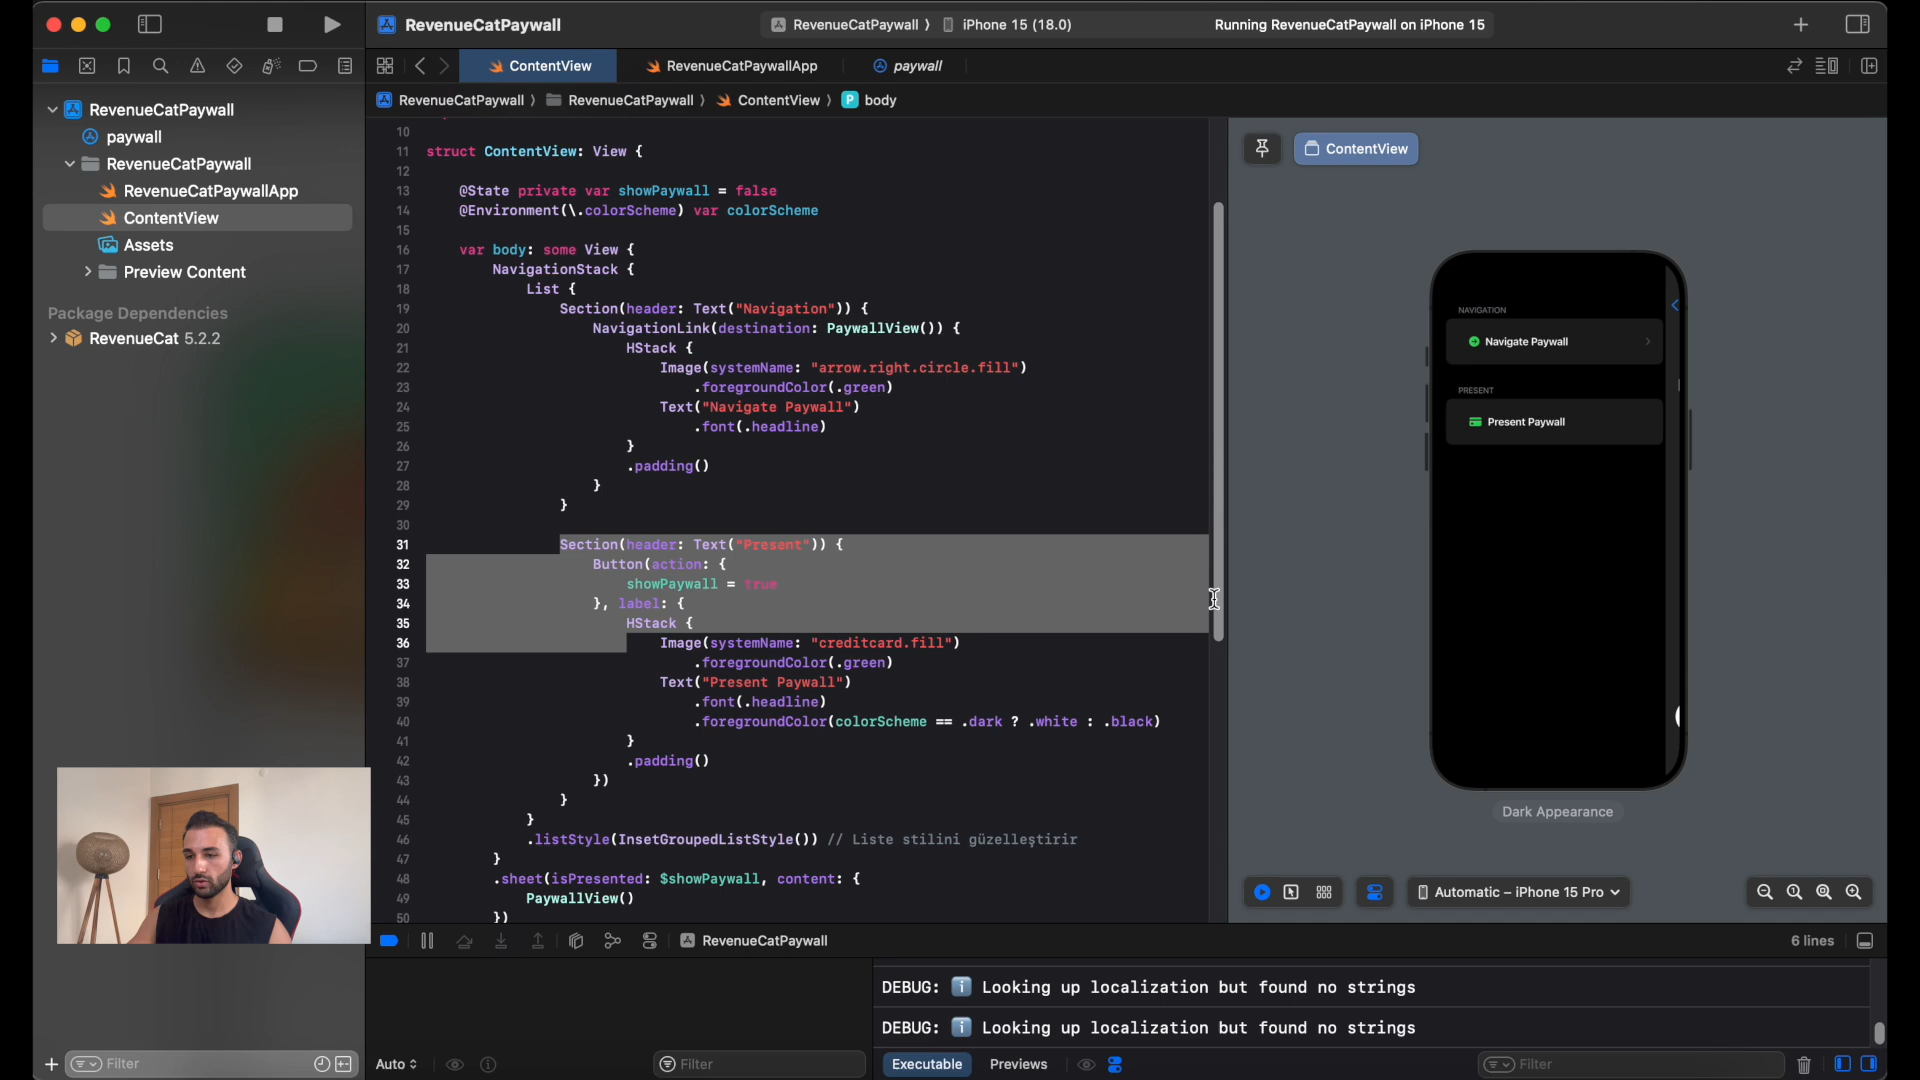 RevenueCatPaywall
RevenueCatPaywall 〉 iPhone 15 (18.0)
Running RevenueCatPaywall on iPhone 15
ContentView
RevenueCatPaywallApp
paywall
RevenueCatPaywall 〉 RevenueCatPaywall 〉 ContentView 〉 P body
RevenueCatPaywall
paywall
RevenueCatPaywall
RevenueCatPaywallApp
ContentView
Assets
Preview Content
Package Dependencies
RevenueCat 5.2.2
10
11 struct ContentView: View {
12
13 @State private var showPaywall = false
14 @Environment(\.colorScheme) var colorScheme
15
16 var body: some View {
17 NavigationStack {
18 List {
19 Section(header: Text("Navigation")) {
20 NavigationLink(destination: PaywallView()) {
21 HStack {
22 Image(systemName: "arrow.right.circle.fill")
23 .foregroundColor(.green)
24 Text("Navigate Paywall")
25 .font(.headline)
26 }
27 .padding()
28 }
29 }
30
31 Section(header: Text("Present")) {
32 Button(action: {
33 showPaywall = true
34 }, label: {
35 HStack {
36 Image(systemName: "creditcard.fill")
37 .foregroundColor(.green)
38 Text("Present Paywall")
39 .font(.headline)
40 .foregroundColor(colorScheme == .dark ? .white : .black)
41 }
42 .padding()
43 })
44 }
45 }
46 .listStyle(InsetGroupedListStyle()) // Liste stilini güzelleştirir
47 }
48 .sheet(isPresented: $showPaywall, content: {
49 PaywallView()
50 })
ContentView
NAVIGATION
Navigate Paywall
PRESENT
Present Paywall
Dark Appearance
Automatic – iPhone 15 Pro
RevenueCatPaywall
6 lines
DEBUG: ℹ️ Looking up localization but found no strings
DEBUG: ℹ️ Looking up localization but found no strings
Filter
Auto
Filter
Executable
Previews
Filter